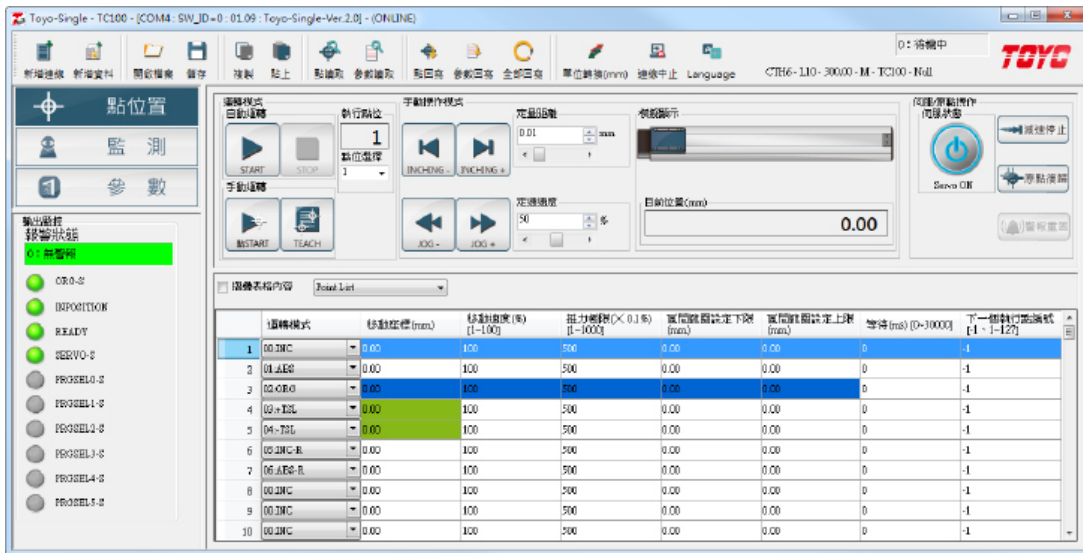 Toyo-Single - TC100 - [COM4 : SW_ID=0 : 01.09 : Toyo-Single-Ver.2.0] - (ONLINE)
新增連線 新增資料 開啟檔案 儲存 複製 貼上 點讀取 參數讀取 點回寫 參數回寫 全部回寫 單位轉換(mm) 連線中止 Language
0：待機中
CTH6 - L10 - 300.00 - M - TC100 - Null
TOYO
點位置
監 測
參 數
輸出監控
報警狀態
0：無警報
ORG-S
INPOSITION
READY
SERVO-S
PRGSEL0-S
PRGSEL1-S
PRGSEL2-S
PRGSEL3-S
PRGSEL4-S
PRGSEL5-S
運轉模式
自動運轉
START
STOP
執行點位
1
點位選擇
1
手動運轉
點START
TEACH
手動操作模式
INCHING -
INCHING +
定量距離
0.01 mm
JOG -
JOG +
定速速度
50 %
模擬顯示
目前位置(mm)
0.00
伺服/原點操作
伺服狀態
Servo ON
減速停止
原點復歸
警報重置
摺疊表格內容 Point List
運轉模式 移動座標(mm) 移動速度(%) [1~100] 扭力極限(×0.1%) [1~1000] 區間範圍設定下限 (mm) 區間範圍設定上限 (mm) 等待(ms) [0~30000] 下一個執行點編號 [-1、1~127]
1 00:INC 0.00 100 500 0.00 0.00 0 -1
2 01:ABS 0.00 100 500 0.00 0.00 0 -1
3 02:ORG 0.00 100 500 0.00 0.00 0 -1
4 03:+TSL 0.00 100 500 0.00 0.00 0 -1
5 04:-TSL 0.00 100 500 0.00 0.00 0 -1
6 05:INC-R 0.00 100 500 0.00 0.00 0 -1
7 06:ABS-R 0.00 100 500 0.00 0.00 0 -1
8 00:INC 0.00 100 500 0.00 0.00 0 -1
9 00:INC 0.00 100 500 0.00 0.00 0 -1
10 00:INC 0.00 100 500 0.00 0.00 0 -1